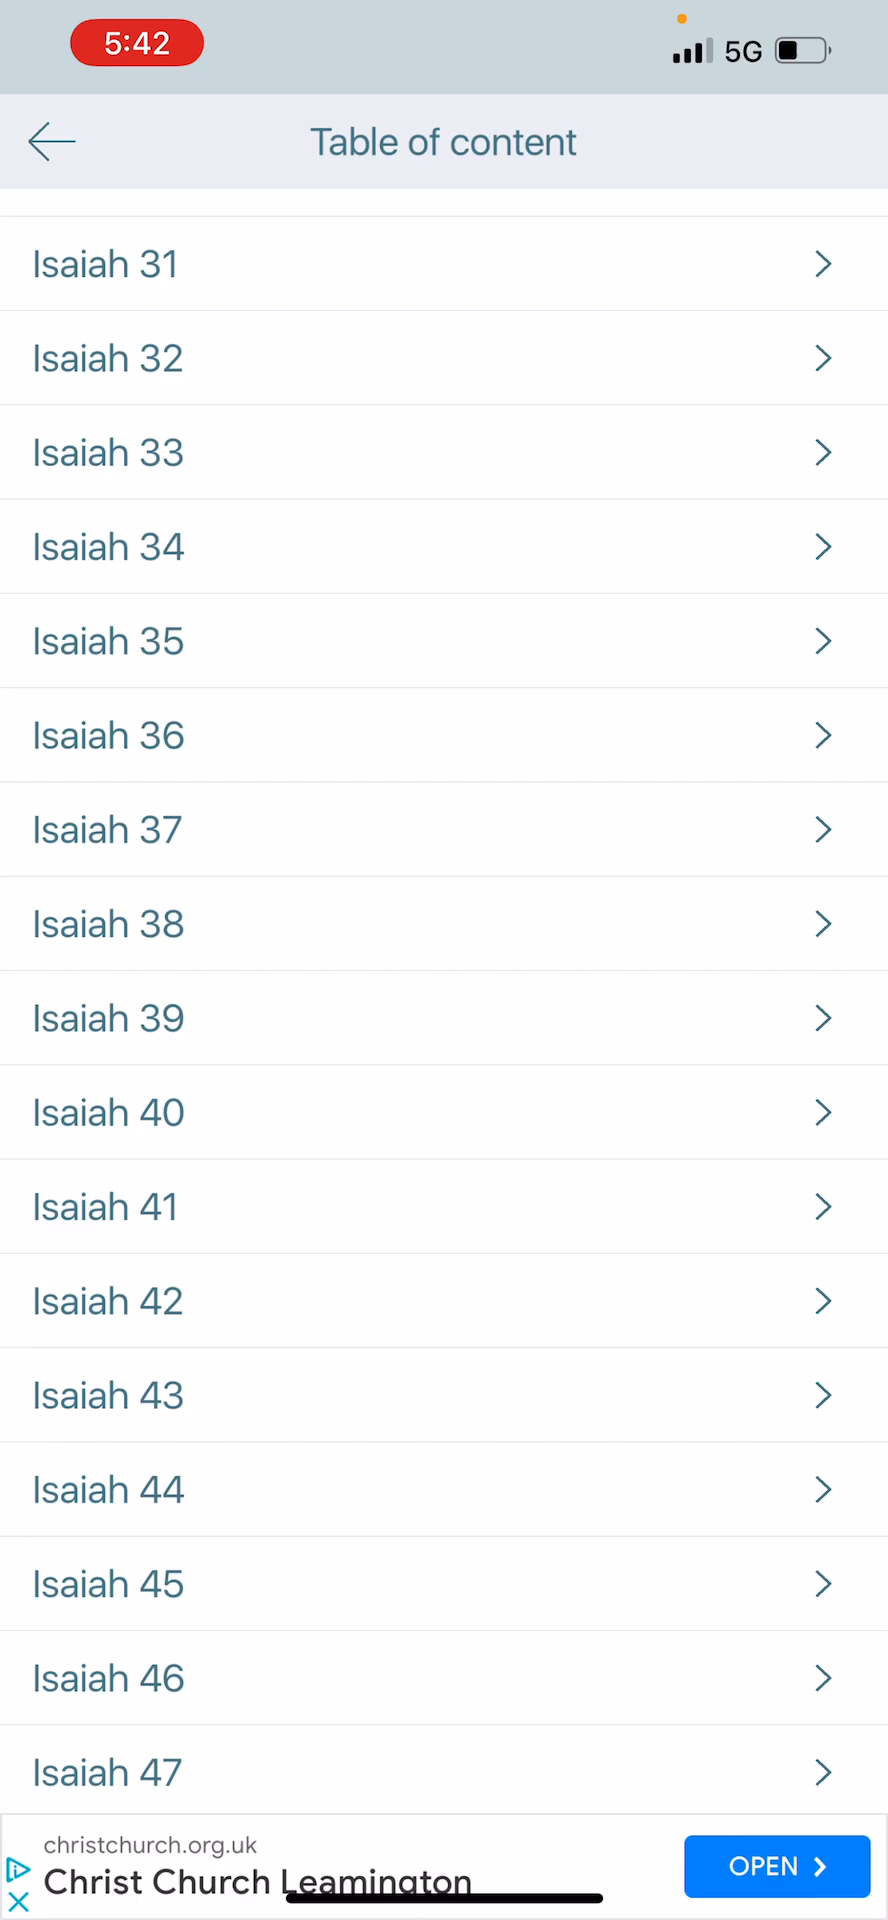 5:42
5G
Table of content
Isaiah 31
Isaiah 32
Isaiah 33
Isaiah 34
Isaiah 35
Isaiah 36
Isaiah 37
Isaiah 38
Isaiah 39
Isaiah 40
Isaiah 41
Isaiah 42
Isaiah 43
Isaiah 44
Isaiah 45
Isaiah 46
Isaiah 47
christchurch.org.uk
Christ Church Leamington
OPEN